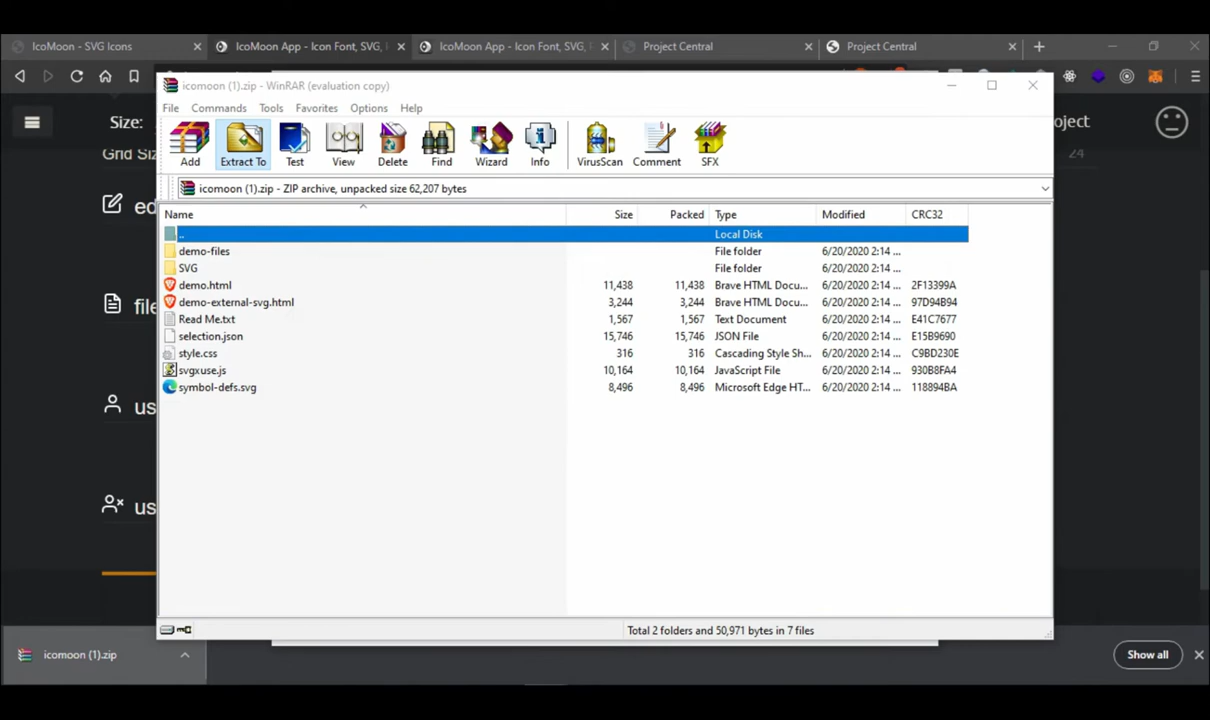 IcoMoon - SVG Icons
IcoMoon App - Icon Font, SVG,
IcoMoon App - Icon Font, SVG,
Project Central
Project Central
icomoon (1).zip - WinRAR (evaluation copy)
File Commands Tools Favorites Options Help
Size:
oject
Add Extract To Test View Delete Find Wizard Info VirusScan Comment SFX
Grid Siz
24
icomoon (1).zip - ZIP archive, unpacked size 62,207 bytes
ed
Name Size Packed Type Modified CRC32
.. Local Disk
demo-files File folder 6/20/2020 2:14 ...
SVG File folder 6/20/2020 2:14 ...
demo.html 11,438 11,438 Brave HTML Docu... 6/20/2020 2:14 ... 2F13399A
demo-external-svg.html 3,244 3,244 Brave HTML Docu... 6/20/2020 2:14 ... 97D94B94
file
Read Me.txt 1,567 1,567 Text Document 6/20/2020 2:14 ... E41C7677
selection.json 15,746 15,746 JSON File 6/20/2020 2:14 ... E15B9690
style.css 316 316 Cascading Style Sh... 6/20/2020 2:14 ... C9BD230E
svgxuse.js 10,164 10,164 JavaScript File 6/20/2020 2:14 ... 930B8FA4
symbol-defs.svg 8,496 8,496 Microsoft Edge HT... 6/20/2020 2:14 ... 118894BA
us
us
Total 2 folders and 50,971 bytes in 7 files
icomoon (1).zip
Show all